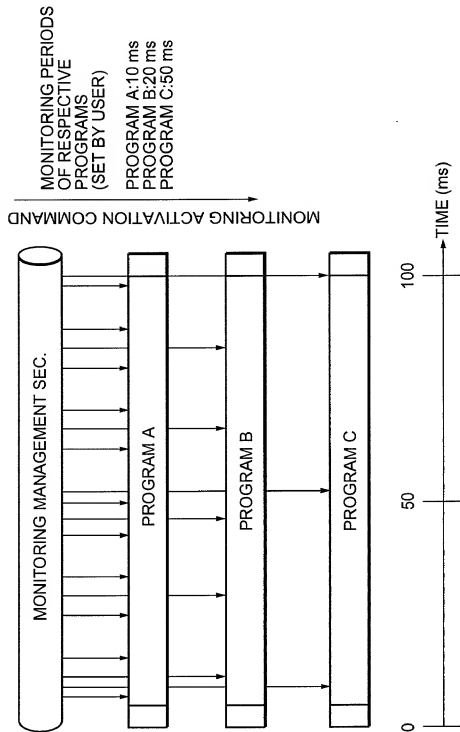 MONITORING PERIODS
OF RESPECTIVE
PROGRAMS
(SET BY USER)
PROGRAM A:10 ms
PROGRAM B:20 ms
PROGRAM C:50 ms
MONITORING ACTIVATION COMMAND
MONITORING MANAGEMENT SEC.
PROGRAM A
PROGRAM B
PROGRAM C
0
50
100
TIME (ms)